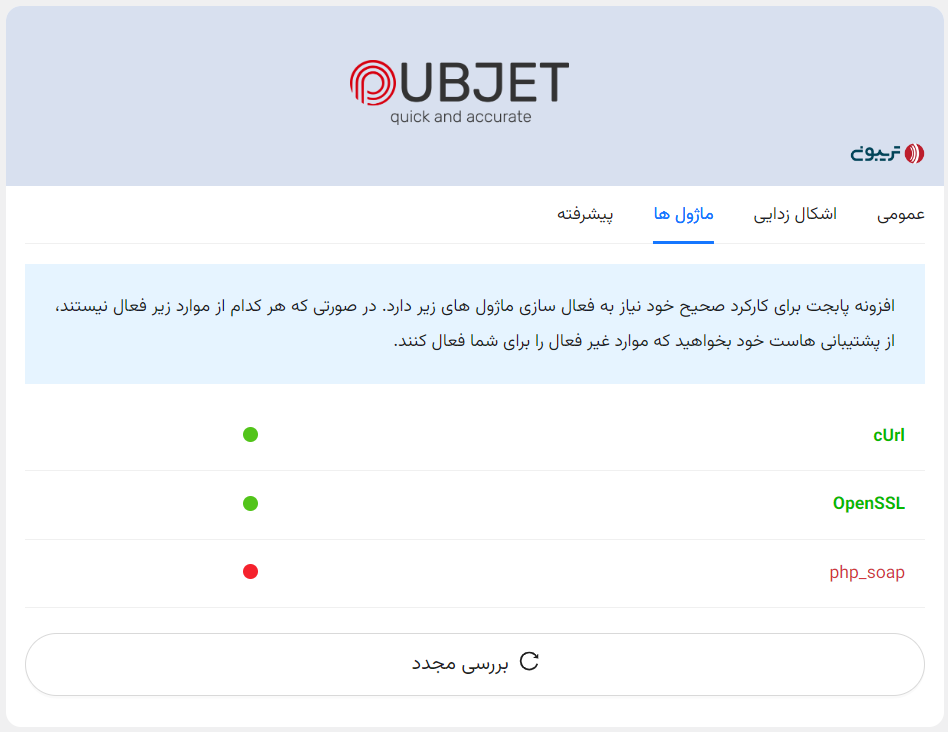 PUBJET
quick and accurate
تریبون
عمومی
اشکال زدایی
ماژول ها
پیشرفته
افزونه پابجت برای کارکرد صحیح خود نیاز به فعال سازی ماژول های زیر دارد. در صورتی که هر کدام از موارد زیر فعال نیستند،
از پشتیبانی هاست خود بخواهید که موارد غیر فعال را برای شما فعال کنند.
cUrl
OpenSSL
php_soap
بررسی مجدد